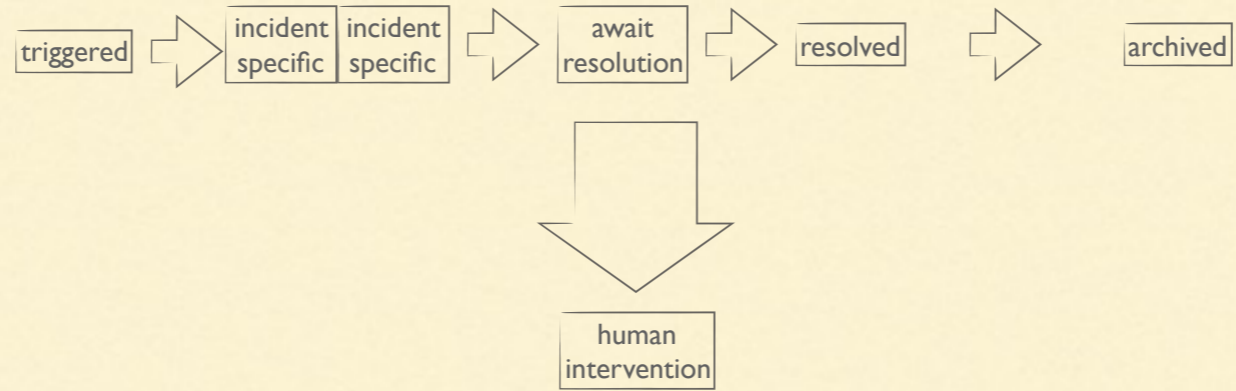 triggered
incident
specific
incident
specific
await
resolution
resolved
archived
human
intervention